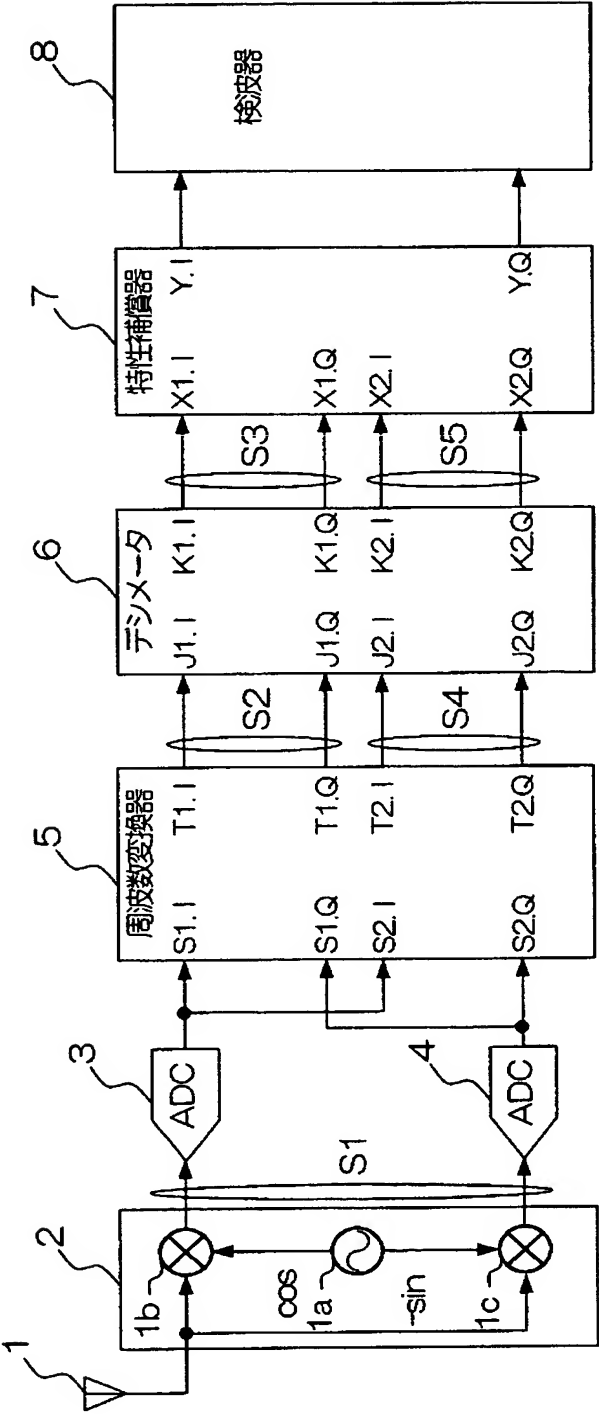 1
2
1b
cos
1a
-sin
1c
S1
3
ADC
4
ADC
5
周波数変換器
S1. I
T1. I
S1.Q
T1.Q
S2. I
T2. I
S2.Q
T2.Q
S2
S4
6
デシメータ
J1. I
K1. I
J1.Q
K1.Q
J2. I
K2. I
J2.Q
K2.Q
S3
S5
7
特性補償器
X1. I
Y. I
X1.Q
X2. I
X2.Q
Y.Q
8
検波器